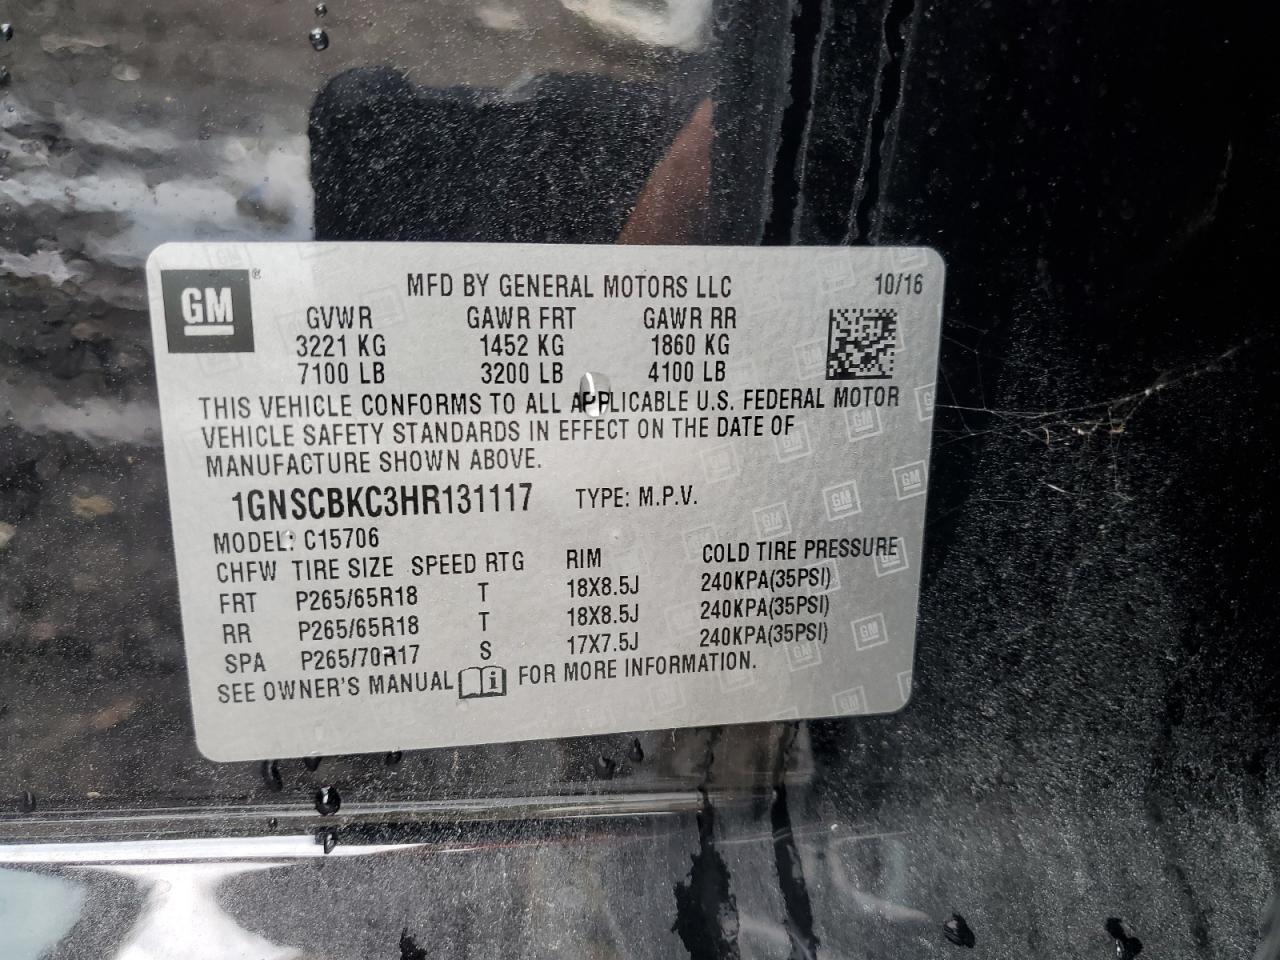 GM ® MFD BY GENERAL MOTORS LLC 10/16
GVWR GAWR FRT GAWR RR
3221 KG 1452 KG 1860 KG
7100 LB 3200 LB 4100 LB
THIS VEHICLE CONFORMS TO ALL APPLICABLE U.S. FEDERAL MOTOR
VEHICLE SAFETY STANDARDS IN EFFECT ON THE DATE OF
MANUFACTURE SHOWN ABOVE.
1GNSCBKC3HR131117 TYPE: M.P.V.
MODEL: C15706
CHFW TIRE SIZE SPEED RTG RIM COLD TIRE PRESSURE
FRT P265/65R18 T 18X8.5J 240KPA(35PSI)
RR P265/65R18 T 18X8.5J 240KPA(35PSI)
SPA P265/70R17 S 17X7.5J 240KPA(35PSI)
SEE OWNER'S MANUAL i FOR MORE INFORMATION.